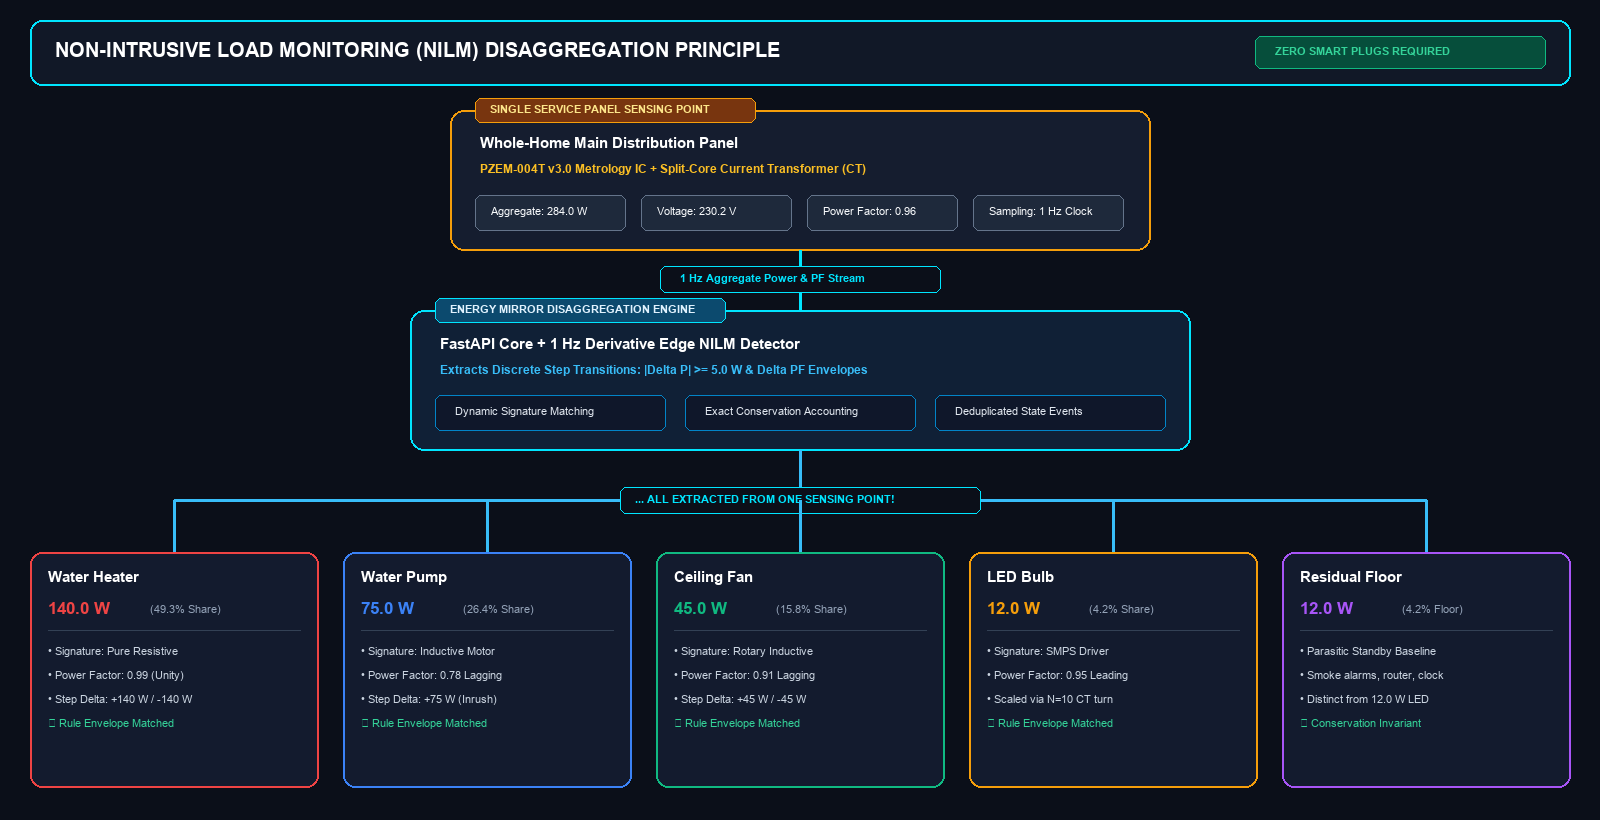 NON-INTRUSIVE LOAD MONITORING (NILM) DISAGGREGATION PRINCIPLE
ZERO SMART PLUGS REQUIRED
SINGLE SERVICE PANEL SENSING POINT
Whole-Home Main Distribution Panel
PZEM-004T v3.0 Metrology IC + Split-Core Current Transformer (CT)
Aggregate: 284.0 W
Voltage: 230.2 V
Power Factor: 0.96
Sampling: 1 Hz Clock
1 Hz Aggregate Power & PF Stream
ENERGY MIRROR DISAGGREGATION ENGINE
FastAPI Core + 1 Hz Derivative Edge NILM Detector
Extracts Discrete Step Transitions: |Delta P| >= 5.0 W & Delta PF Envelopes
Dynamic Signature Matching
Exact Conservation Accounting
Deduplicated State Events
... ALL EXTRACTED FROM ONE SENSING POINT!
Water Heater
140.0 W (49.3% Share)
• Signature: Pure Resistive
• Power Factor: 0.99 (Unity)
• Step Delta: +140 W / -140 W
▯ Rule Envelope Matched
Water Pump
75.0 W (26.4% Share)
• Signature: Inductive Motor
• Power Factor: 0.78 Lagging
• Step Delta: +75 W (Inrush)
▯ Rule Envelope Matched
Ceiling Fan
45.0 W (15.8% Share)
• Signature: Rotary Inductive
• Power Factor: 0.91 Lagging
• Step Delta: +45 W / -45 W
▯ Rule Envelope Matched
LED Bulb
12.0 W (4.2% Share)
• Signature: SMPS Driver
• Power Factor: 0.95 Leading
• Scaled via N=10 CT turn
▯ Rule Envelope Matched
Residual Floor
12.0 W (4.2% Floor)
• Parasitic Standby Baseline
• Smoke alarms, router, clock
• Distinct from 12.0 W LED
▯ Conservation Invariant